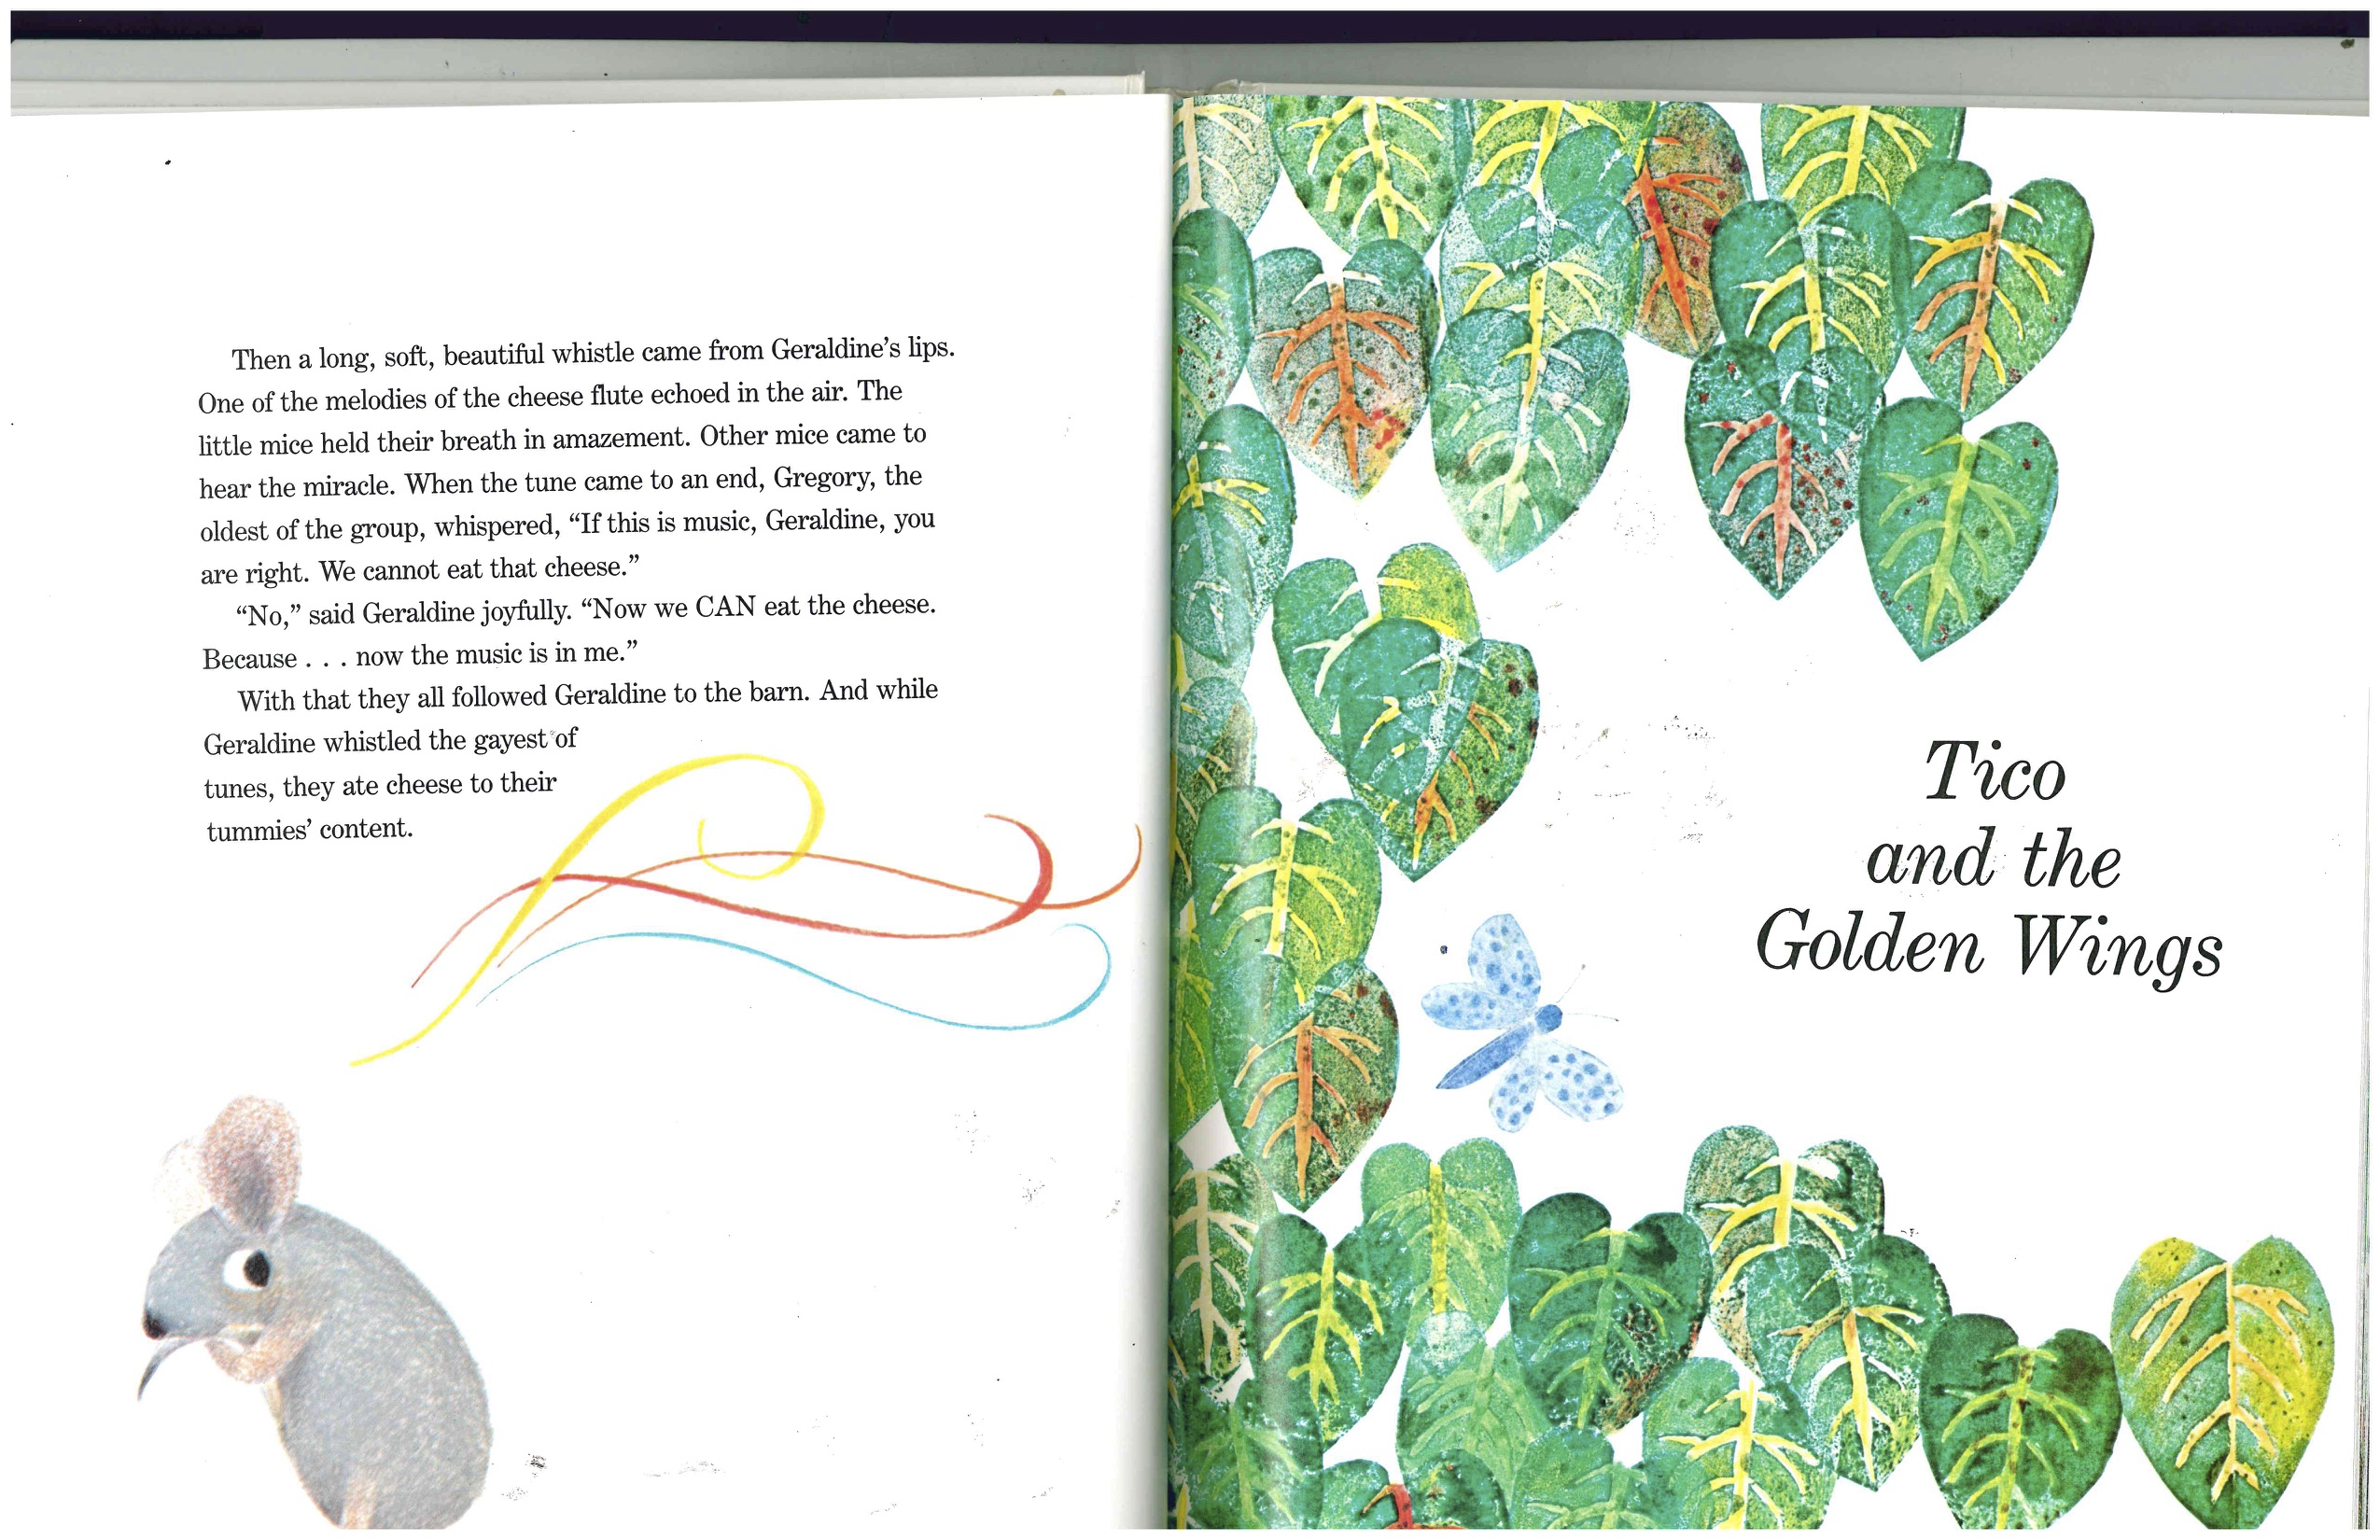 Then a long, soft, beautiful whistle came from Geraldine’s lips.
One of the melodies of the cheese flute echoed in the air. The
little mice held their breath in amazement. Other mice came to
hear the miracle. When the tune came to an end, Gregory, the
oldest of the group, whispered, “If this is music, Geraldine, you
are right. We cannot eat that cheese.”
“No,” said Geraldine joyfully. “Now we CAN eat the cheese.
Because . . . now the music is in me.”
With that they all followed Geraldine to the barn. And while
Geraldine whistled the gayest of
tunes, they ate cheese to their
tummies’ content.
Tico
and the
Golden Wings